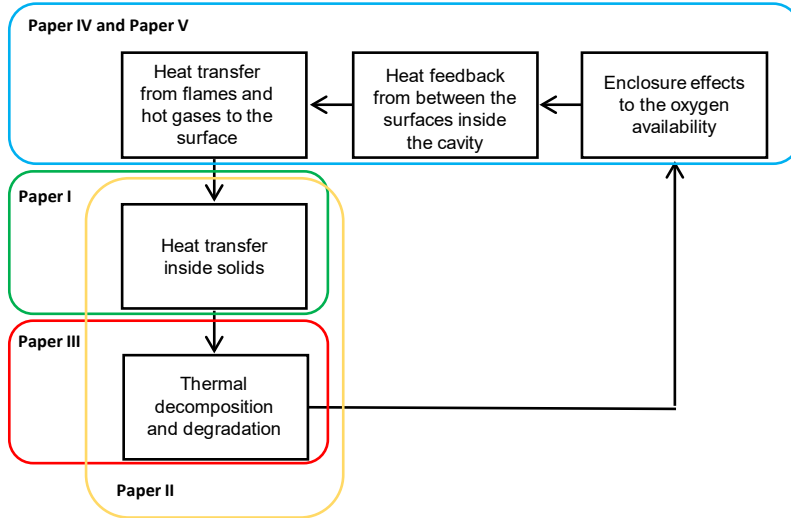 Paper IV and Paper V
Heat transfer
from flames and
hot gases to the
surface
Heat feedback
from between the
surfaces inside
the cavity
Enclosure effects
to the oxygen
availability
Paper I
Heat transfer
inside solids
Paper III
Thermal
decomposition
and degradation
Paper II